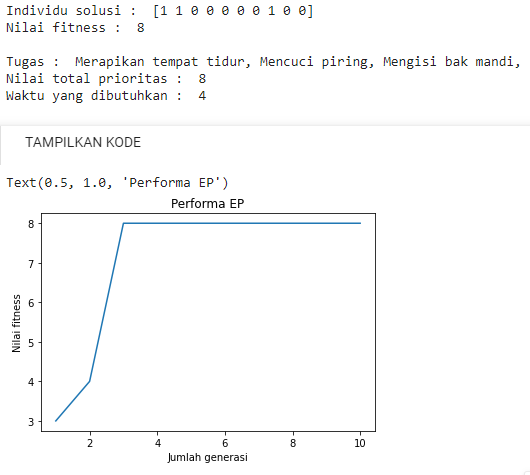 Individu solusi :  [1 1 0 0 0 0 0 1 0 0]
Nilai fitness :  8
Tugas :  Merapikan tempat tidur, Mencuci piring, Mengisi bak mandi,
Nilai total prioritas :  8
Waktu yang dibutuhkan :  4
TAMPILKAN KODE
Text(0.5, 1.0, 'Performa EP')
Performa EP
8
7
6
5
4
3
Nilai fitness
2 4 6 8 10
Jumlah generasi